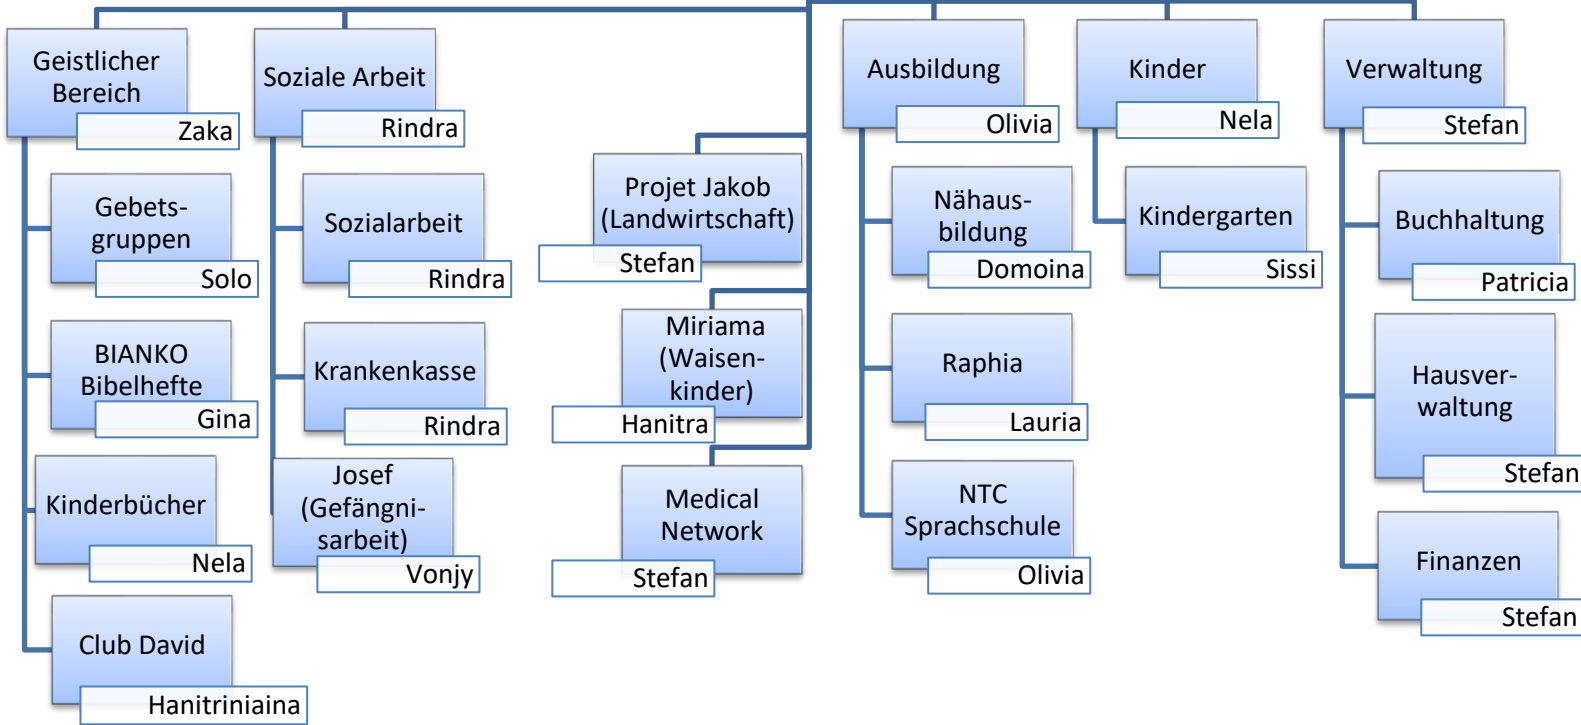 Geistlicher
Bereich
Zaka
Gebets-
gruppen
Solo
BIANKO
Bibelhefte
Gina
Kinderbücher
Nela
Club David
Hanitriniaina
Soziale Arbeit
Rindra
Sozialarbeit
Rindra
Krankenkasse
Rindra
Josef
(Gefängni-
sarbeit)
Vonjy
Projet Jakob
(Landwirtschaft)
Stefan
Miriama
(Waisen-
kinder)
Hanitra
Medical
Network
Stefan
Ausbildung
Olivia
Nähaus-
bildung
Domoina
Raphia
Lauria
NTC
Sprachschule
Olivia
Kinder
Nela
Kindergarten
Sissi
Verwaltung
Stefan
Buchhaltung
Patricia
Hausver-
waltung
Stefan
Finanzen
Stefan